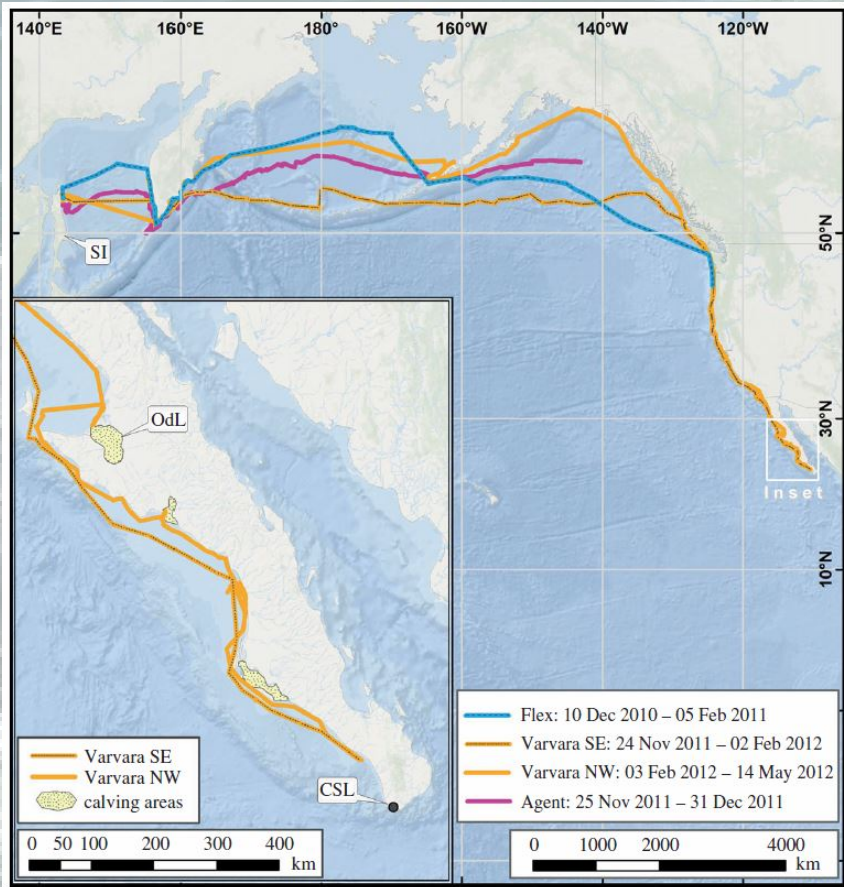 140°E 160°E 180° 160°W 140°W 120°W
50°N
SI
30°N
Inset
10°N
OdL
CSL
Varvara SE
Varvara NW
calving areas
0 50 100 200 300 400
km
Flex: 10 Dec 2010 – 05 Feb 2011
Varvara SE: 24 Nov 2011 – 02 Feb 2012
Varvara NW: 03 Feb 2012 – 14 May 2012
Agent: 25 Nov 2011 – 31 Dec 2011
0 1000 2000 4000
km